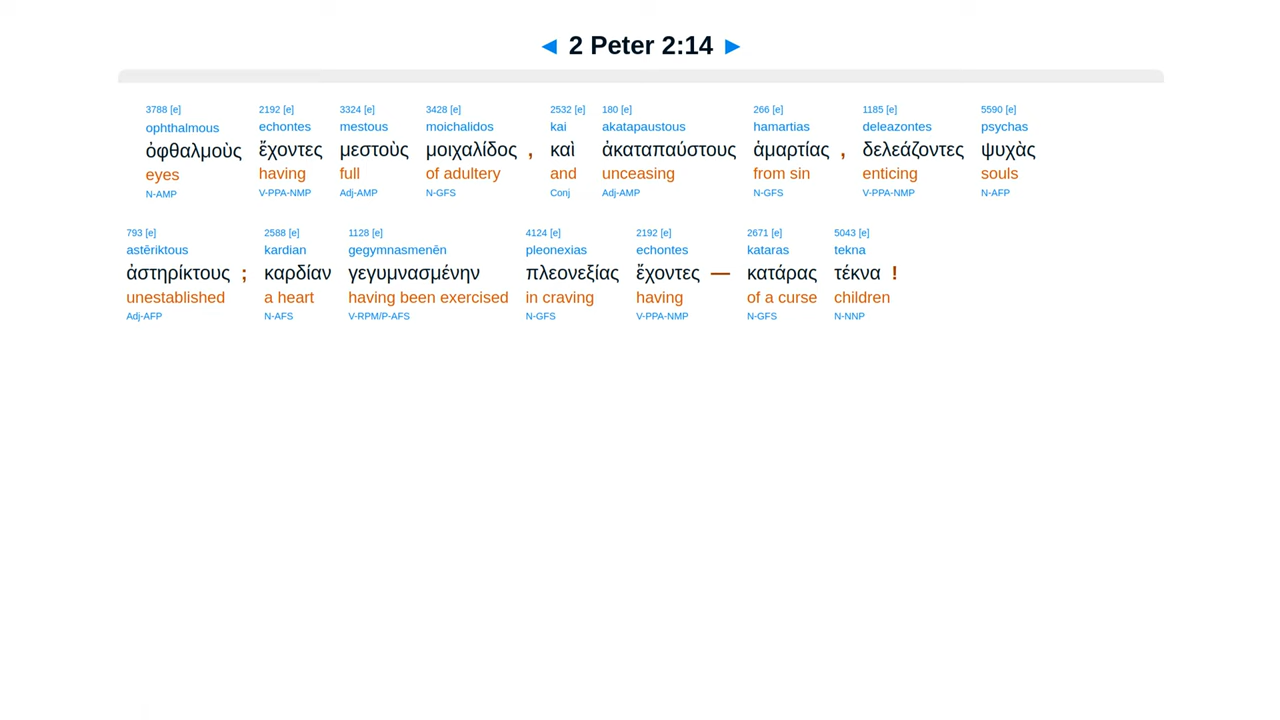 ◄ 2 Peter 2:14 ►
3788 [e] 2192 [e] 3324 [e] 3428 [e] 2532 [e] 180 [e] 266 [e] 1185 [e] 5590 [e]
ophthalmous echontes mestous moichalidos kai akatapaustous hamartias deleazontes psychas
ὀφθαλμοὺς ἔχοντες μεστοὺς μοιχαλίδος , καὶ ἀκαταπαύστους ἁμαρτίας , δελεάζοντες ψυχὰς
eyes having full of adultery and unceasing from sin enticing souls
N-AMP V-PPA-NMP Adj-AMP N-GFS Conj Adj-AMP N-GFS V-PPA-NMP N-AFP
793 [e] 2588 [e] 1128 [e] 4124 [e] 2192 [e] 2671 [e] 5043 [e]
astēriktous kardian gegymnasmenēn pleonexias echontes kataras tekna
ἀστηρίκτους ; καρδίαν γεγυμνασμένην πλεονεξίας ἔχοντες — κατάρας τέκνα !
unestablished a heart having been exercised in craving having of a curse children
Adj-AFP N-AFS V-RPM/P-AFS N-GFS V-PPA-NMP N-GFS N-NNP